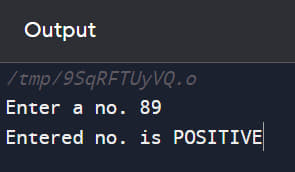 Output
/tmp/9SqRFTUyVQ.o
Enter a no. 89
Entered no. is POSITIVE